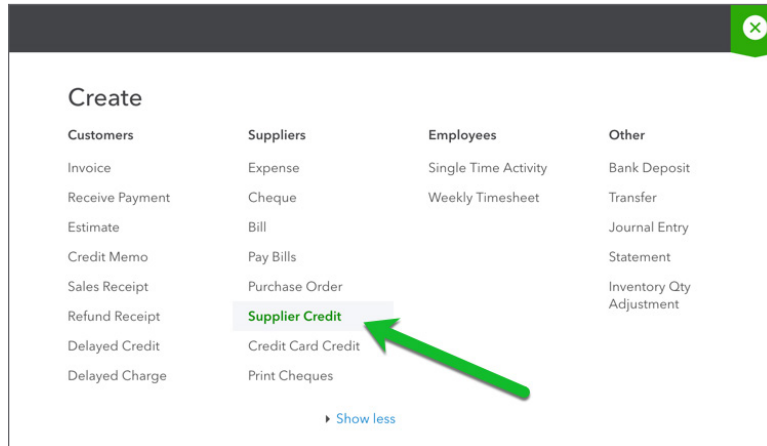 Create
Customers
Invoice
Receive Payment
Estimate
Credit Memo
Sales Receipt
Refund Receipt
Delayed Credit
Delayed Charge
Suppliers
Expense
Cheque
Bill
Pay Bills
Purchase Order
Supplier Credit
Credit Card Credit
Print Cheques
Employees
Single Time Activity
Weekly Timesheet
Other
Bank Deposit
Transfer
Journal Entry
Statement
Inventory Qty
Adjustment
Show less